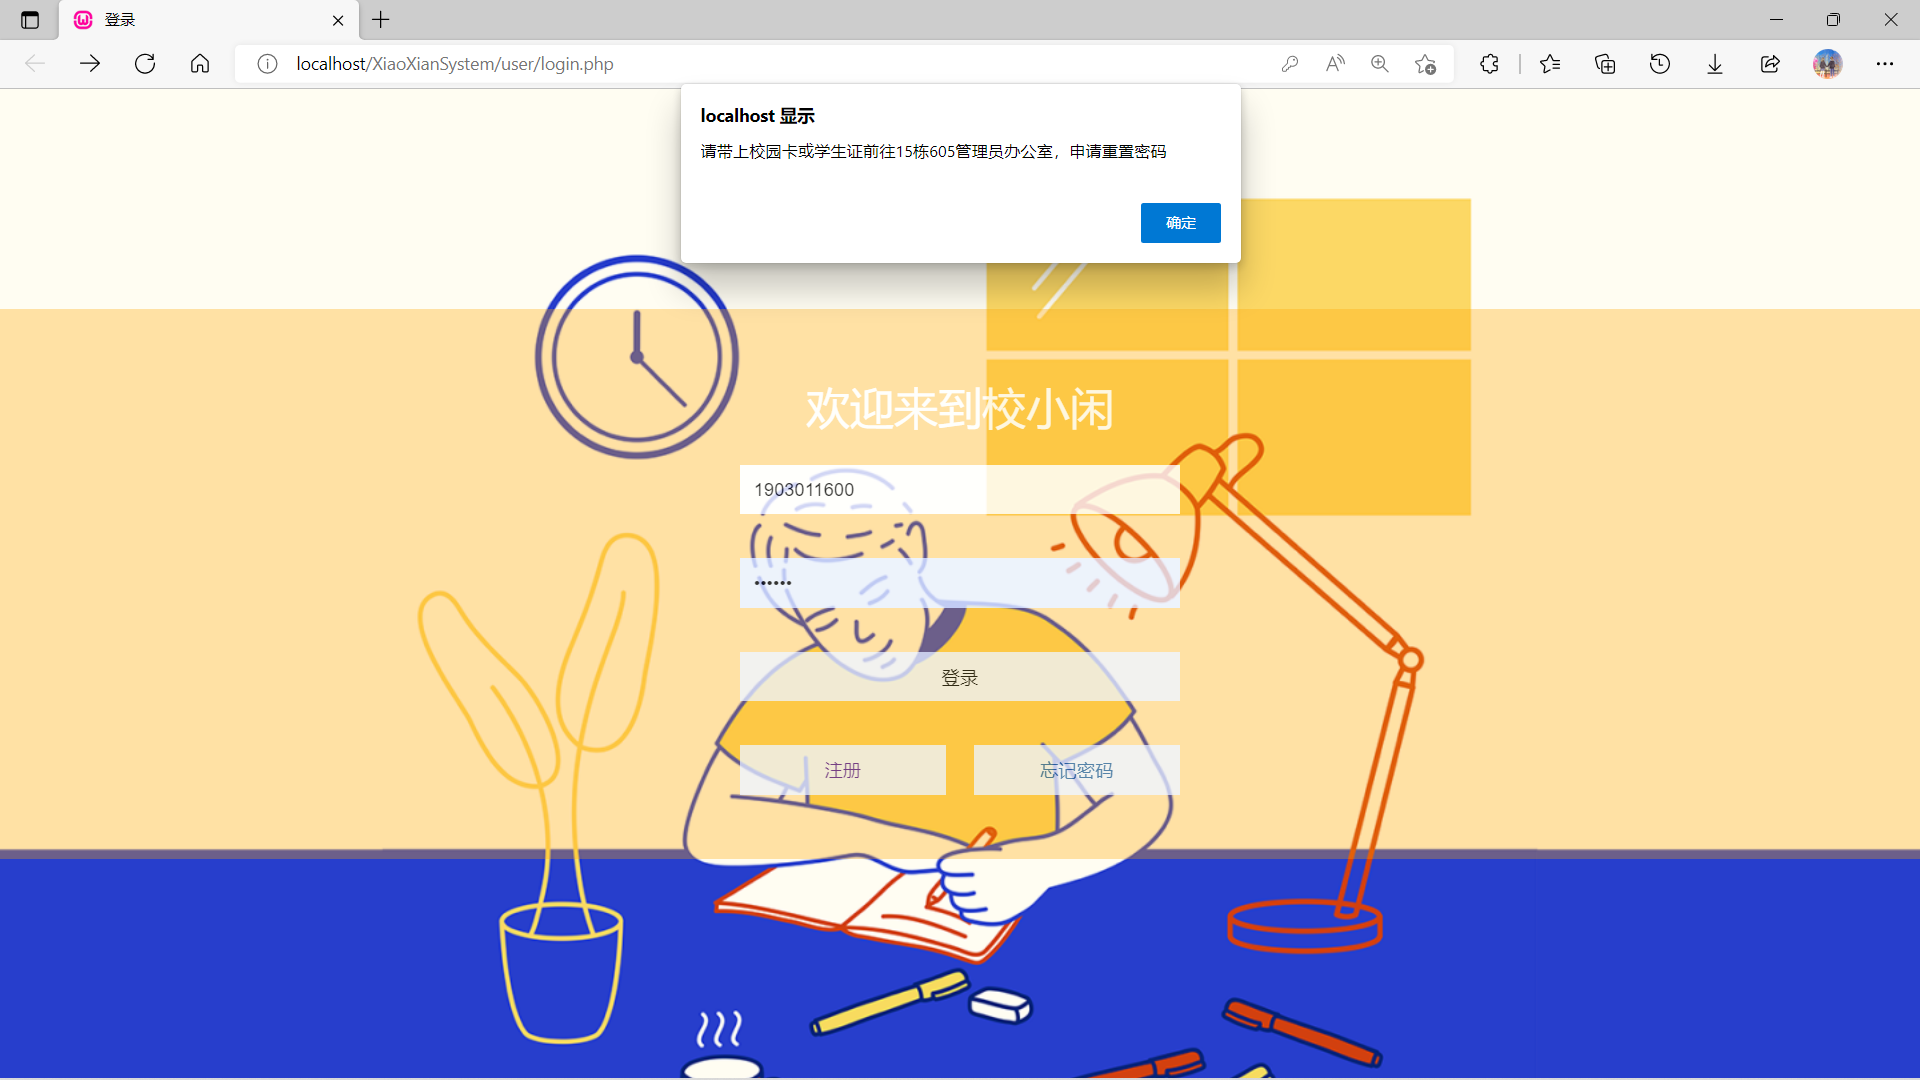 登录
localhost/XiaoXianSystem/user/login.php
localhost 显示
请带上校园卡或学生证前往15栋605管理员办公室，申请重置密码
确定
欢迎来到校小闲
1903011600
••••••
登录
注册 忘记密码